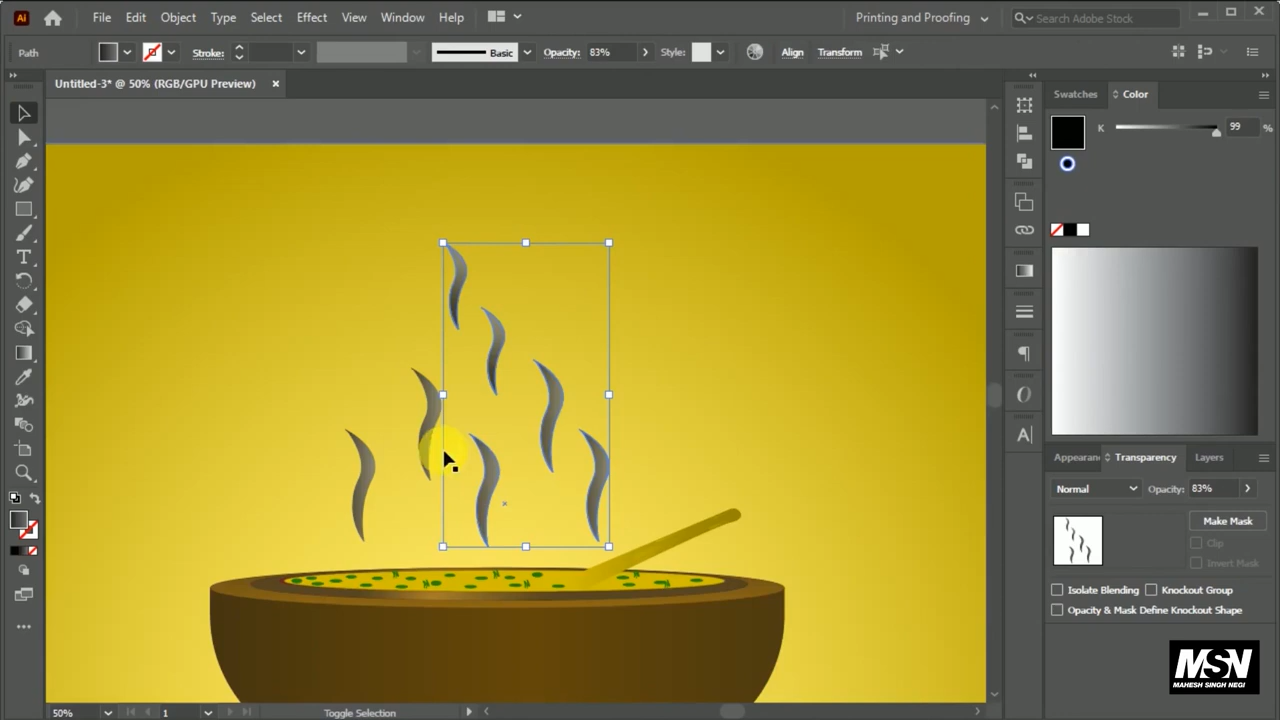 Ai File Edit Object Type Select Effect View Window Help Printing and Proofing Search Adobe Stock
Path Stroke: Basic Opacity: 83% Style: Align Transform
Untitled-3* @ 50% (RGB/GPU Preview)
Swatches Color
K 99 %
Appearan Transparency Layers
Normal Opacity: 83%
Make Mask
Clip
Invert Mask
Isolate Blending Knockout Group
Opacity & Mask Define Knockout Shape
MSN
MAHESH SINGH NEGI
50% 1 Toggle Selection